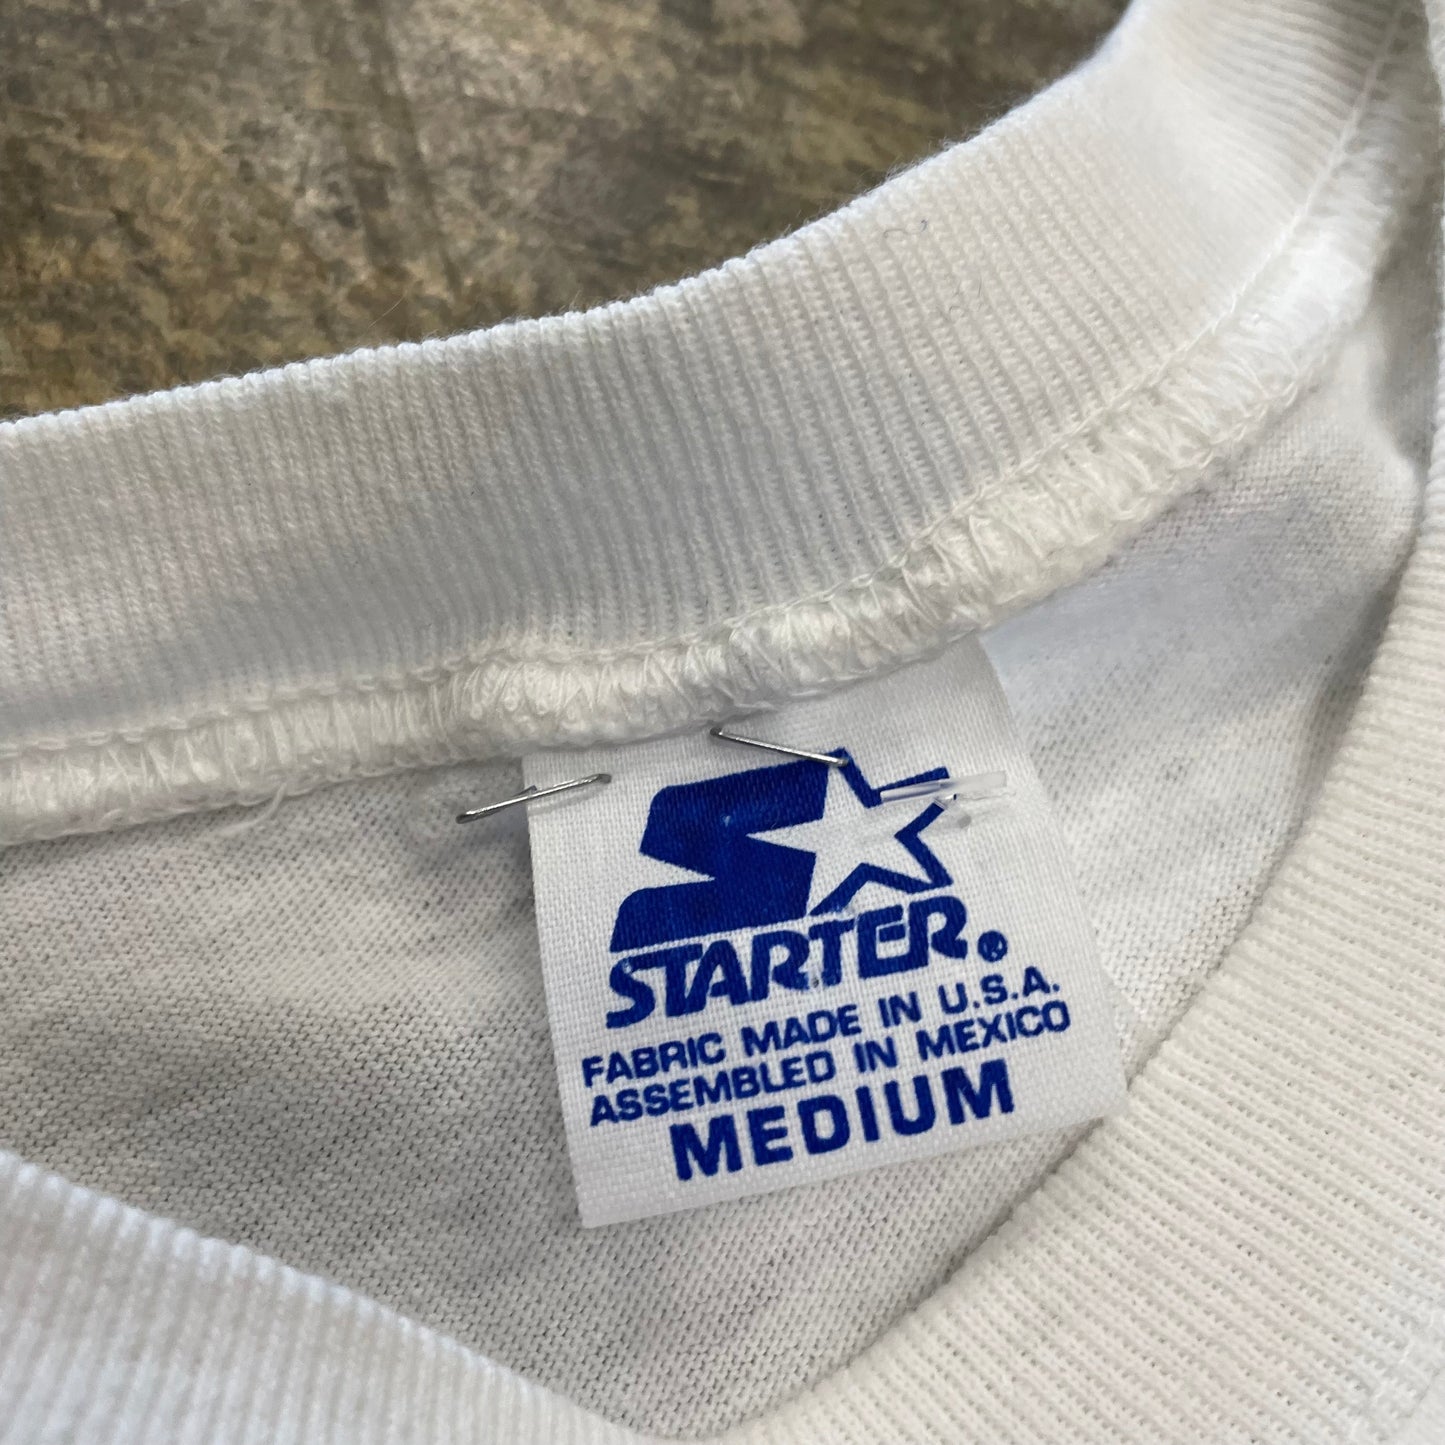 STARTER®
FABRIC MADE IN U.S.A.
ASSEMBLED IN MEXICO
MEDIUM